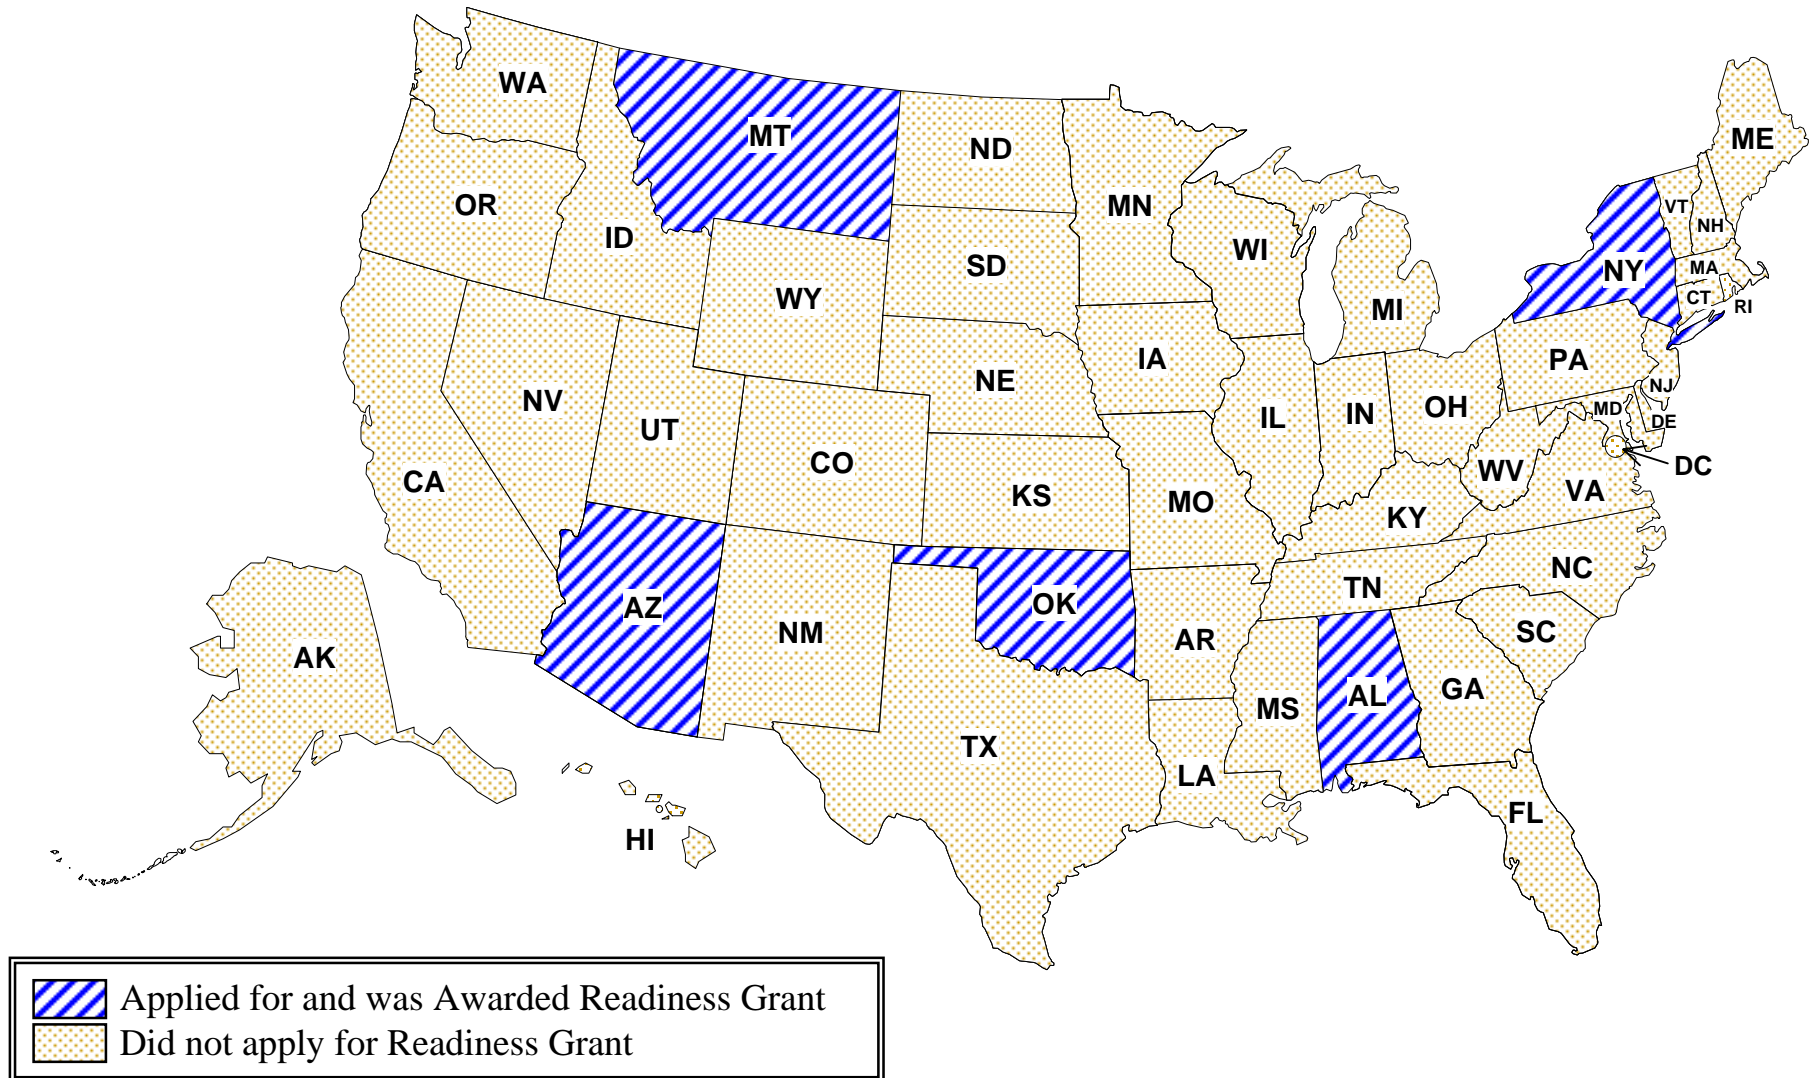 WA
MT
ND
MN
ME
OR
ID
VT
NH
WI
SD
NY
MA
WY
MI
CT
RI
IA
PA
NE
NJ
NV
UT
IL
IN
OH
MD
DE
CO
WV
DC
CA
KS
MO
VA
KY
NC
TN
AZ
OK
NM
AR
SC
AK
GA
MS
AL
TX
LA
FL
HI
Applied for and was Awarded Readiness Grant
Did not apply for Readiness Grant